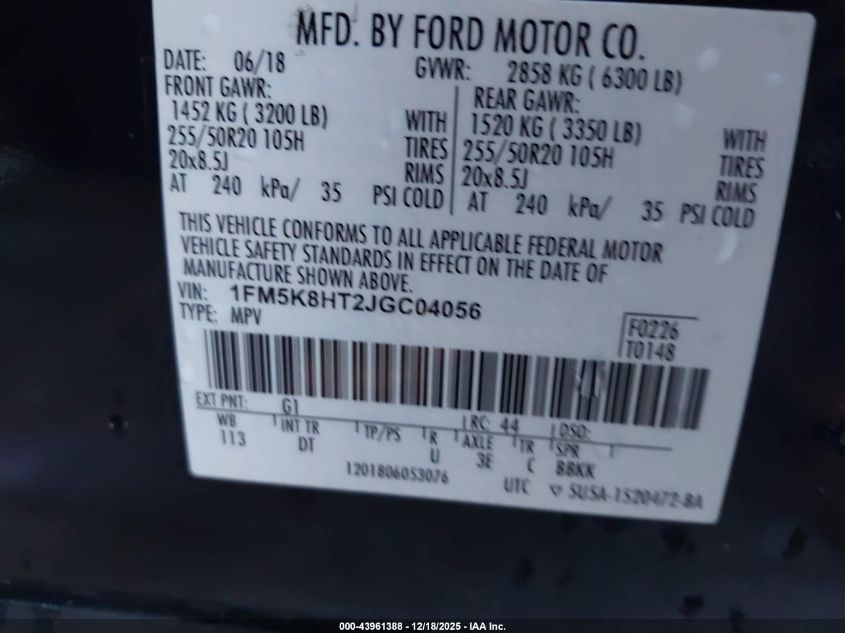 MFD. BY FORD MOTOR CO.
DATE: 06/18 GVWR: 2858 KG ( 6300 LB)
FRONT GAWR: REAR GAWR:
1452 KG ( 3200 LB) WITH 1520 KG ( 3350 LB) WITH
255/50R20 105H TIRES 255/50R20 105H TIRES
20x8.5J RIMS 20x8.5J RIMS
AT 240 kPa/ 35 PSI COLD AT 240 kPa/ 35 PSI COLD
THIS VEHICLE CONFORMS TO ALL APPLICABLE FEDERAL MOTOR
VEHICLE SAFETY STANDARDS IN EFFECT ON THE DATE OF
MANUFACTURE SHOWN ABOVE.
VIN: 1FM5K8HT2JGC04056
TYPE: MPV
F0226
T0148
EXT PNT: G1 RC: 44 DSO:
WB INT TR TP/PS R AXLE TR SPR
113 DT U 3E C BBKK
1201806053076 UTC ▽ 5U5A-1520472-BA
000-43961388 - 12/18/2025 - IAA Inc.